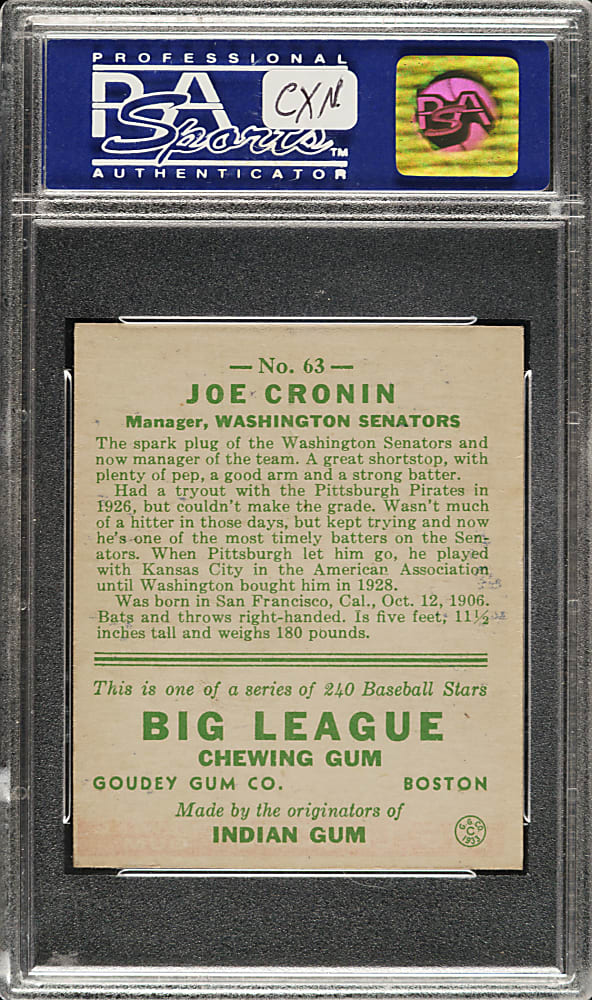 PROFESSIONAL
PSA
CXN
Sports™
AUTHENTICATOR
PSA
— No. 63 —
JOE CRONIN
Manager, WASHINGTON SENATORS
The spark plug of the Washington Senators and
now manager of the team. A great shortstop, with
plenty of pep, a good arm and a strong batter.
Had a tryout with the Pittsburgh Pirates in
1926, but couldn't make the grade. Wasn't much
of a hitter in those days, but kept trying and now
he's one of the most timely batters on the Sen-
ators. When Pittsburgh let him go, he played
with Kansas City in the American Association
until Washington bought him in 1928.
Was born in San Francisco, Cal., Oct. 12, 1906.
Bats and throws right-handed. Is five feet, 11½
inches tall and weighs 180 pounds.
This is one of a series of 240 Baseball Stars
BIG LEAGUE
CHEWING GUM
GOUDEY GUM CO. BOSTON
Made by the originators of
INDIAN GUM
G.G.CO.
C
1933